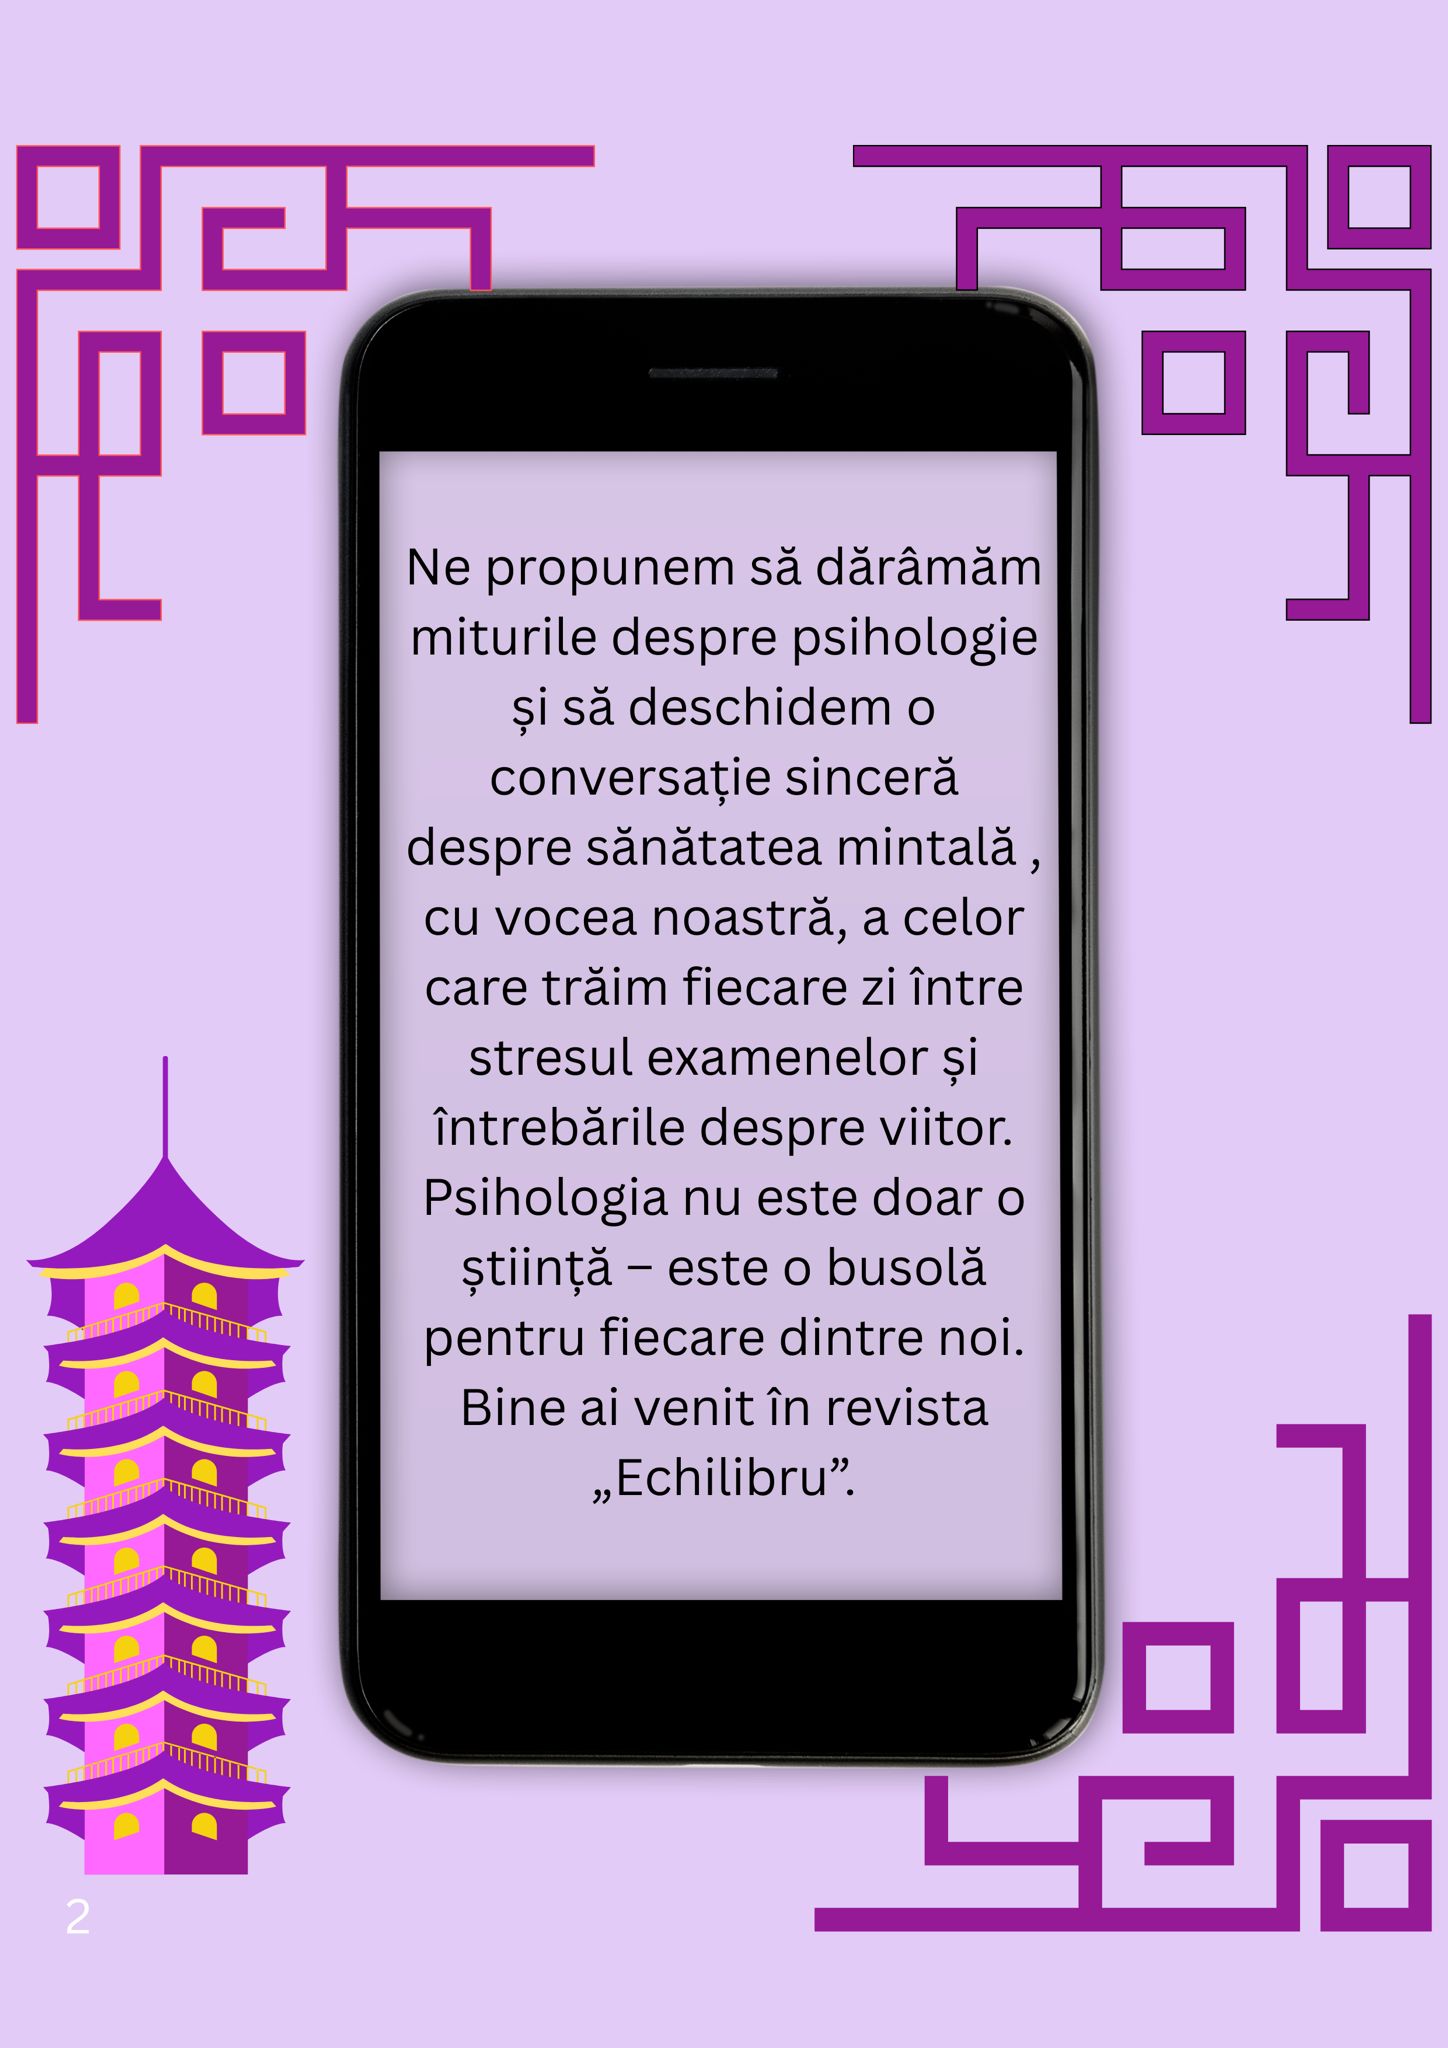 Ne propunem să dărâmăm
miturile despre psihologie
și să deschidem o
conversație sinceră
despre sănătatea mintală ,
cu vocea noastră, a celor
care trăim fiecare zi între
stresul examenelor și
întrebările despre viitor.
Psihologia nu este doar o
știință – este o busolă
pentru fiecare dintre noi.
Bine ai venit în revista
„Echilibru”.
2